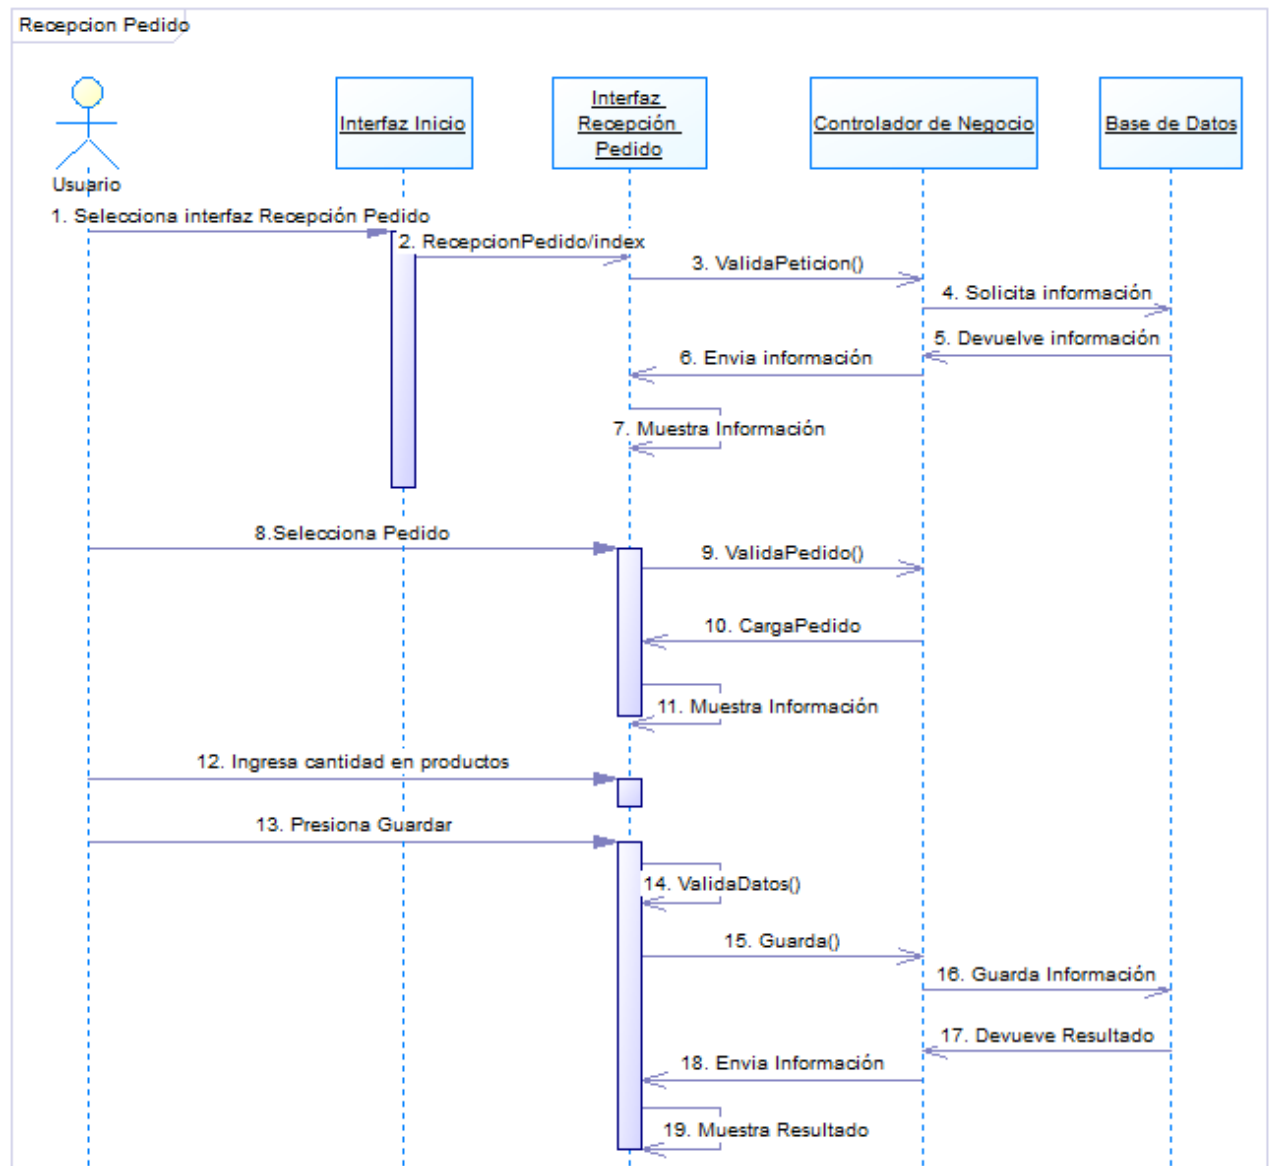 Recepcion Pedido
Usuario
Interfaz Inicio
Interfaz
Recepción
Pedido
Controlador de Negocio
Base de Datos
1. Selecciona interfaz Recepción Pedido
2. RecepcionPedido/index
3. ValidaPeticion()
4. Solicita información
5. Devuelve información
6. Envia información
7. Muestra Información
8.Selecciona Pedido
9. ValidaPedido()
10. CargaPedido
11. Muestra Información
12. Ingresa cantidad en productos
13. Presiona Guardar
14. ValidaDatos()
15. Guarda()
16. Guarda Información
17. Devueve Resultado
18. Envia Información
19. Muestra Resultado